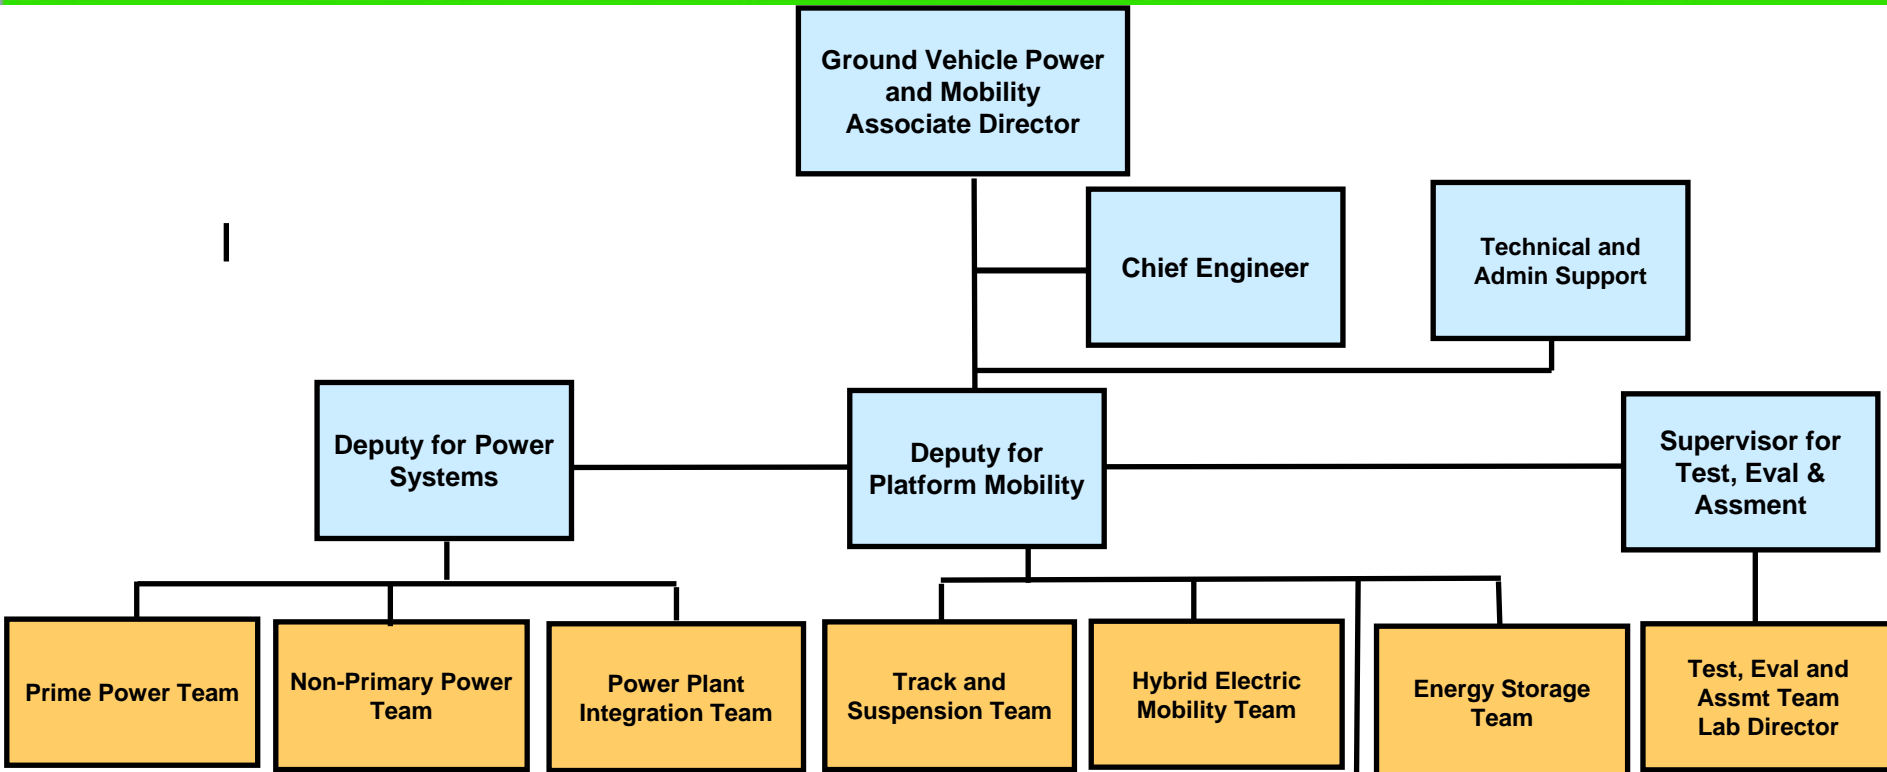 Ground Vehicle Power
and Mobility
Associate Director
Chief Engineer
Technical and
Admin Support
Deputy for Power
Systems
Deputy for
Platform Mobility
Supervisor for
Test, Eval &
Assment
Prime Power Team
Non-Primary Power
Team
Power Plant
Integration Team
Track and
Suspension Team
Hybrid Electric
Mobility Team
Energy Storage
Team
Test, Eval and
Assmt Team
Lab Director